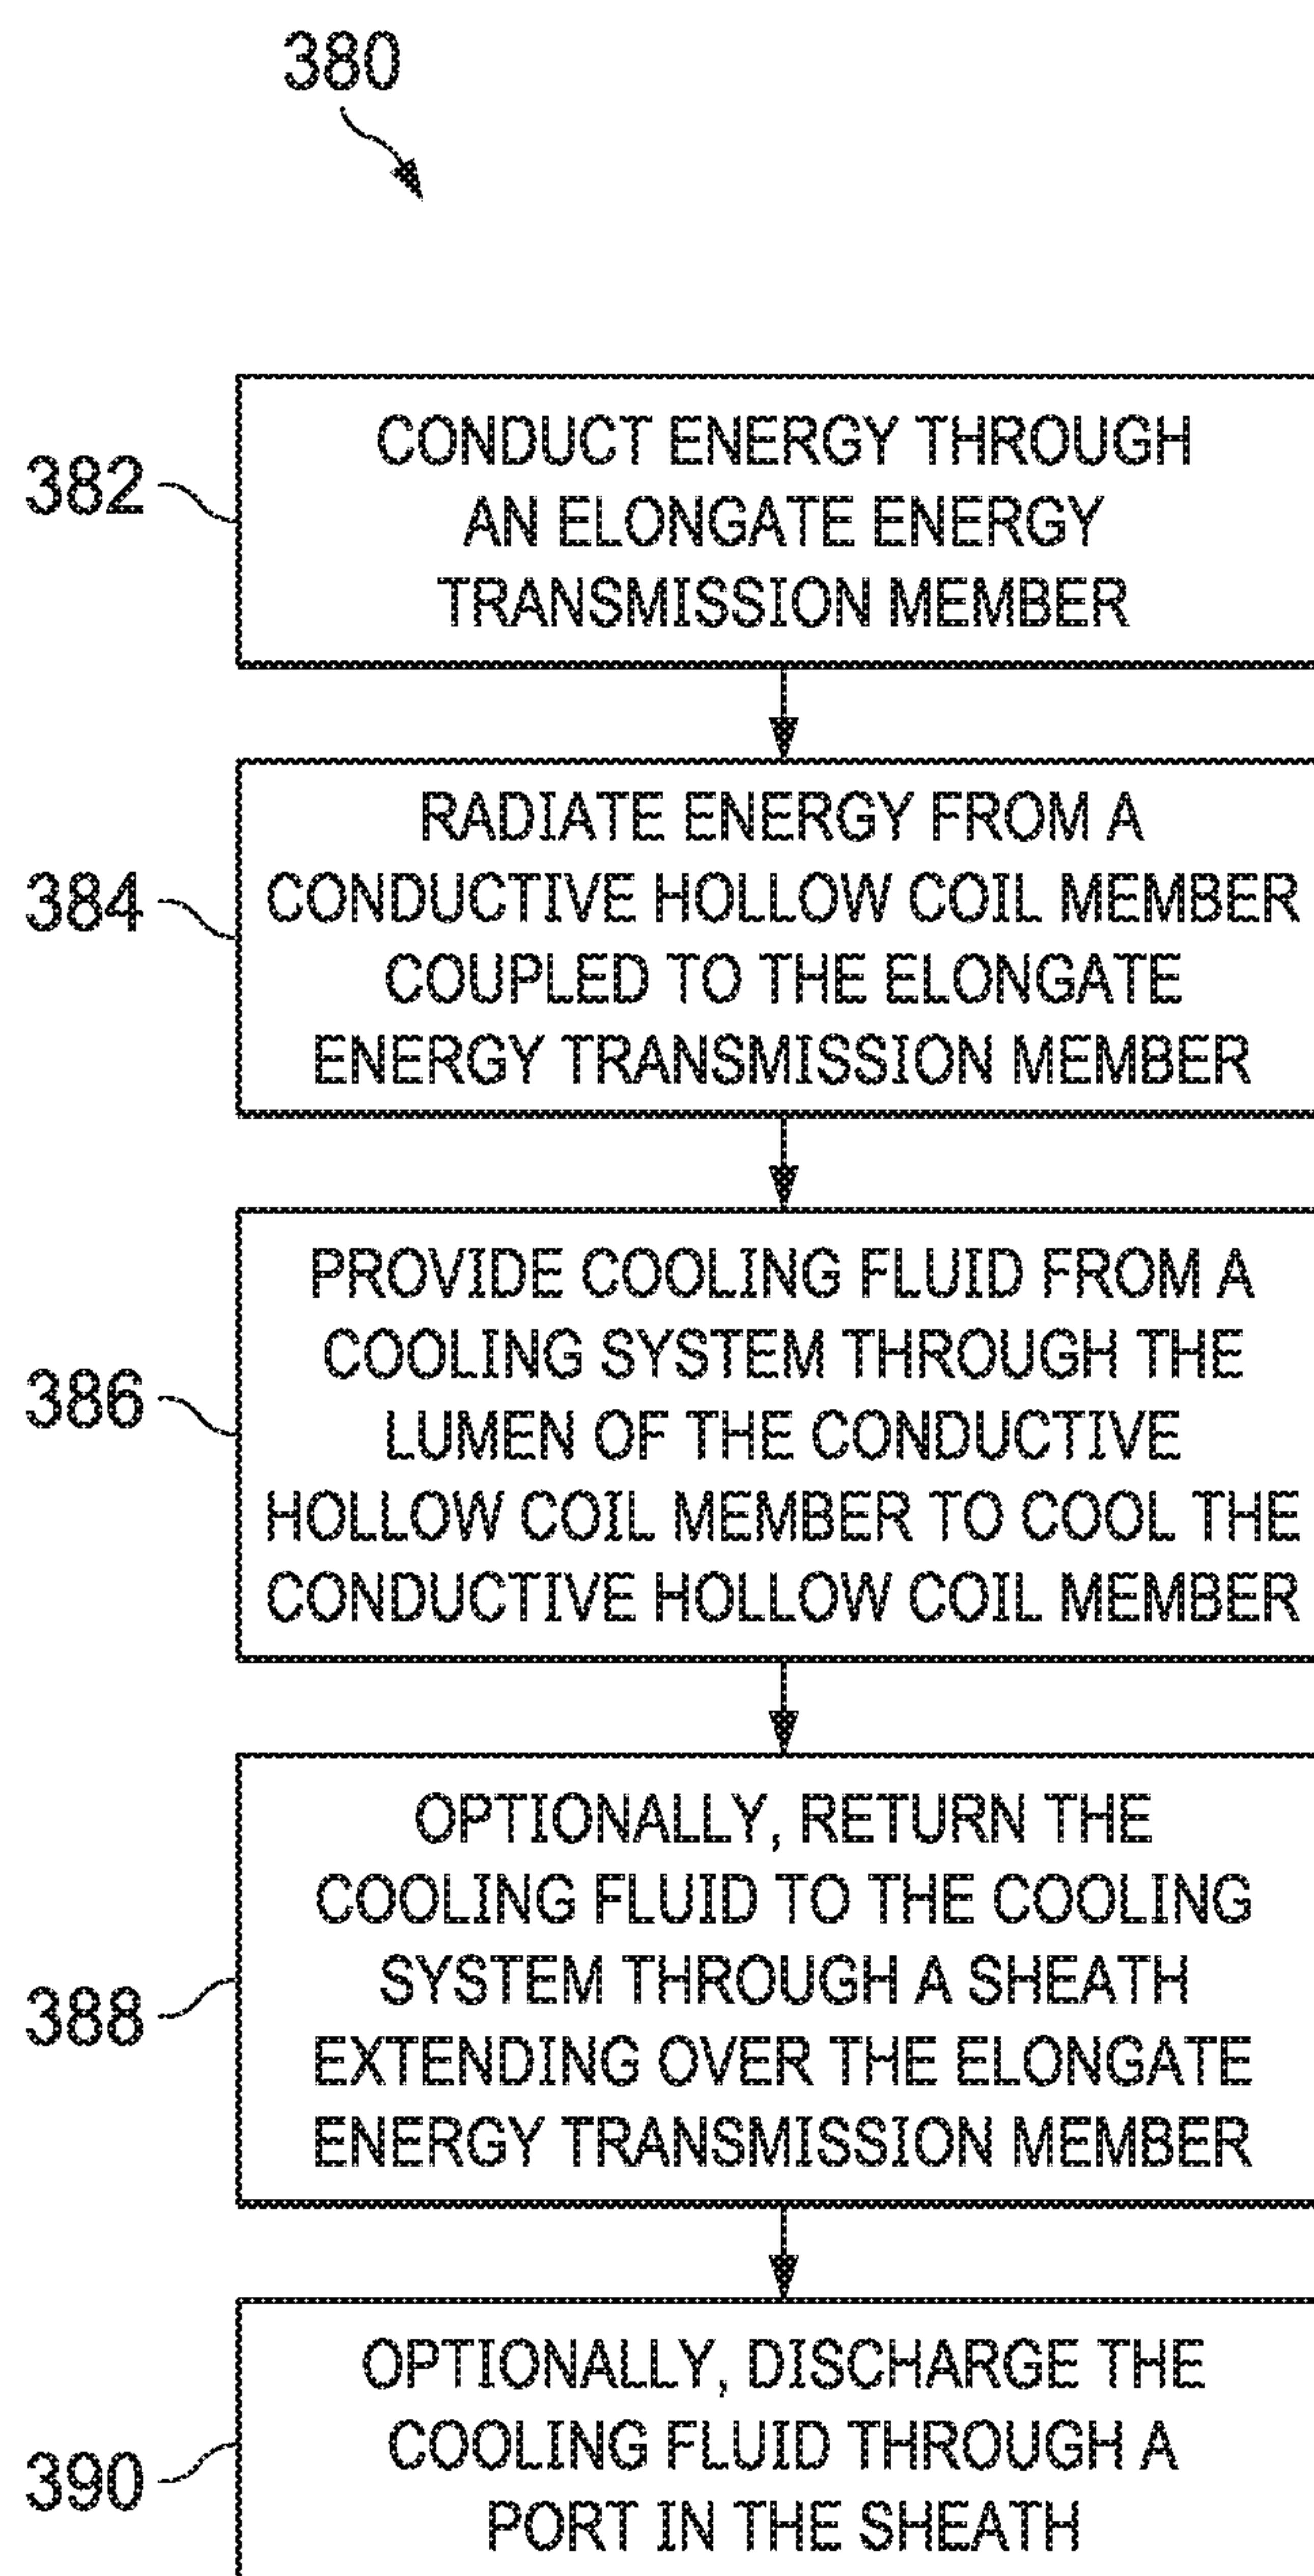 380
382
CONDUCT ENERGY THROUGH
AN ELONGATE ENERGY
TRANSMISSION MEMBER
384
RADIATE ENERGY FROM A
CONDUCTIVE HOLLOW COIL MEMBER
COUPLED TO THE ELONGATE
ENERGY TRANSMISSION MEMBER
386
PROVIDE COOLING FLUID FROM A
COOLING SYSTEM THROUGH THE
LUMEN OF THE CONDUCTIVE
HOLLOW COIL MEMBER TO COOL THE
CONDUCTIVE HOLLOW COIL MEMBER
388
OPTIONALLY, RETURN THE
COOLING FLUID TO THE COOLING
SYSTEM THROUGH A SHEATH
EXTENDING OVER THE ELONGATE
ENERGY TRANSMISSION MEMBER
390
OPTIONALLY, DISCHARGE THE
COOLING FLUID THROUGH A
PORT IN THE SHEATH